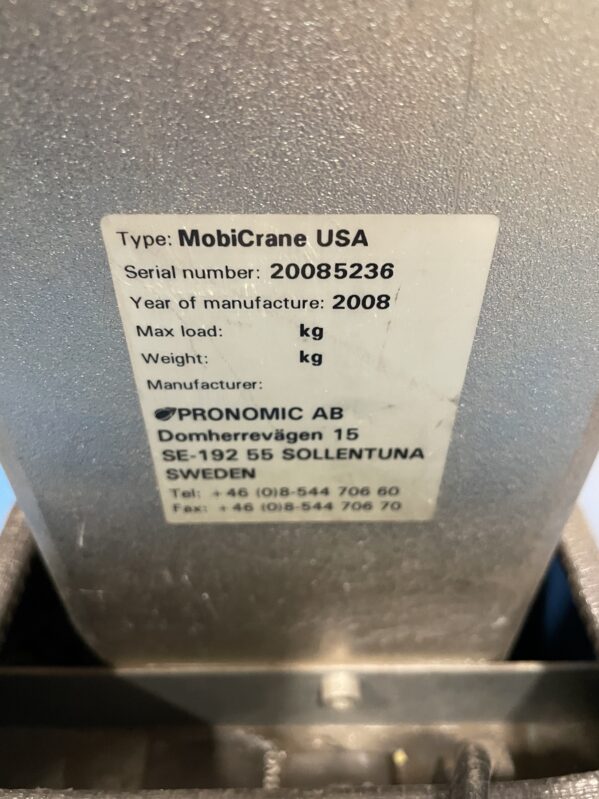 Type: MobiCrane USA
Serial number: 20085236
Year of manufacture: 2008
Max load: kg
Weight: kg
Manufacturer:
PRONOMIC AB
Domherrevägen 15
SE-192 55 SOLLENTUNA
SWEDEN
Tel: +46 (0)8-544 706 60
Fax: +46 (0)8-544 706 70